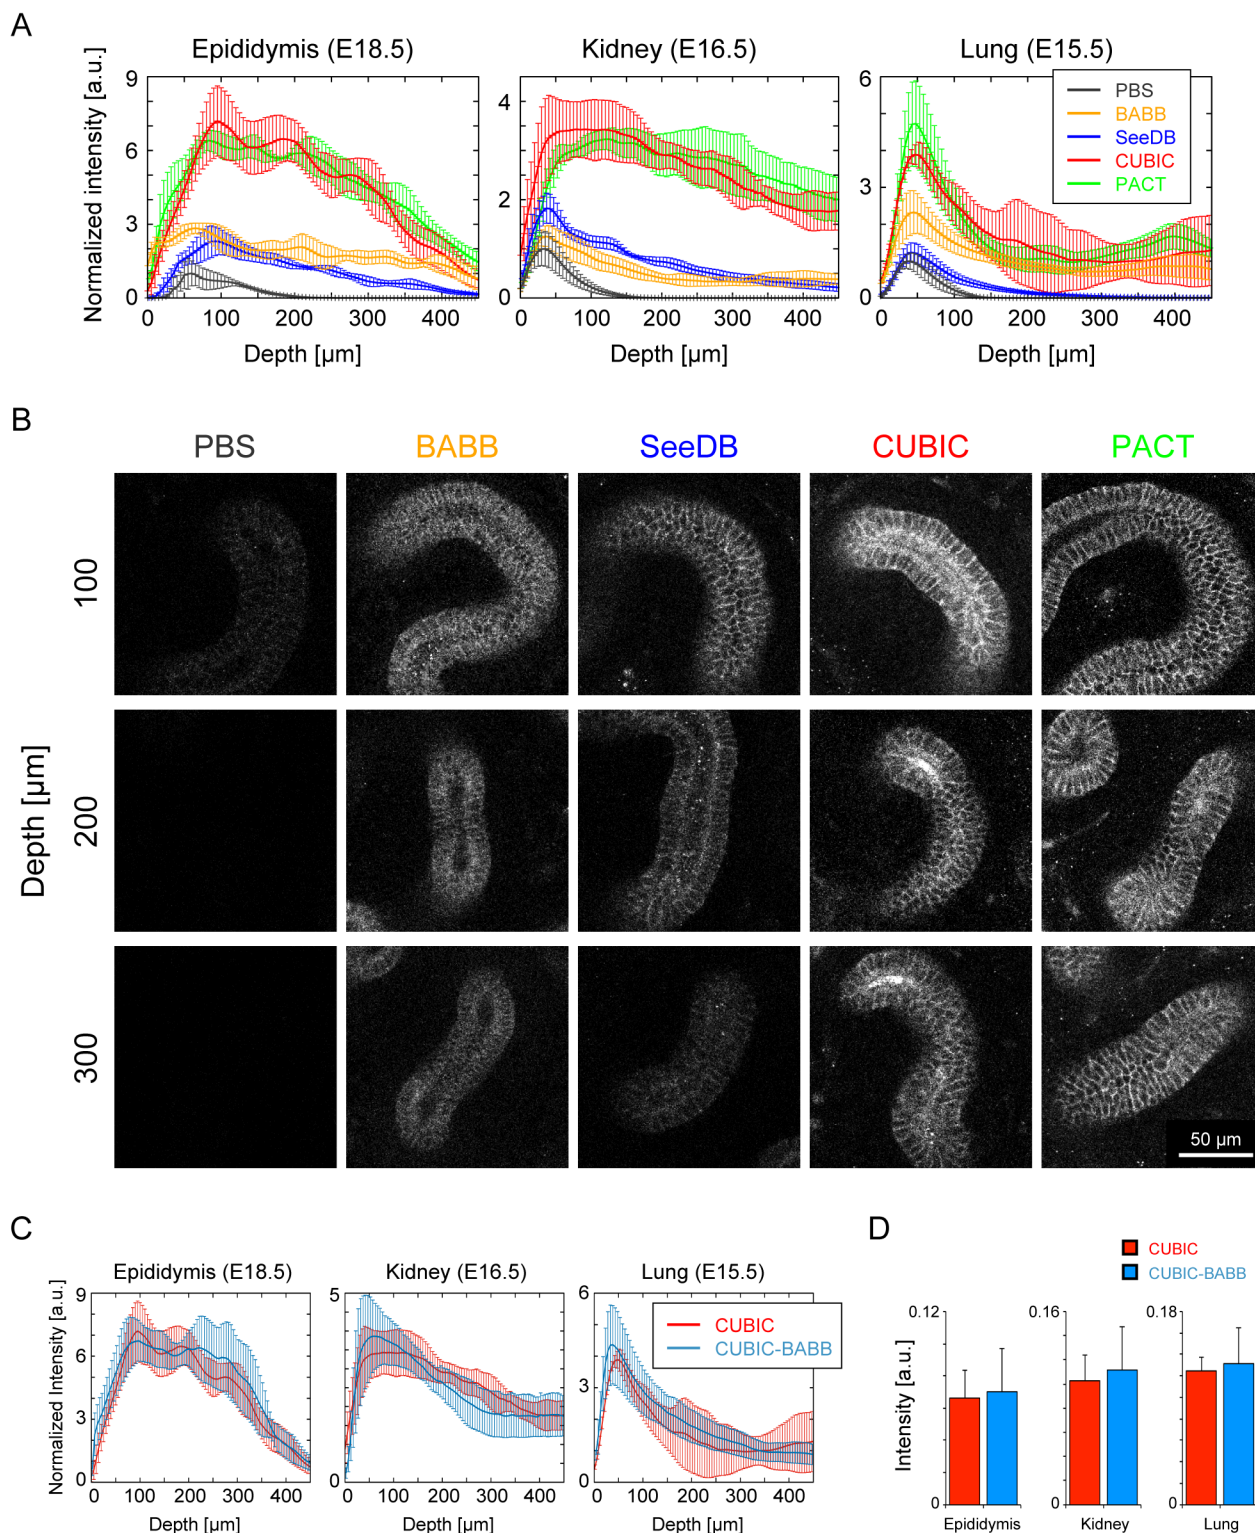 A
Epididymis (E18.5)
Kidney (E16.5)
Lung (E15.5)
Normalized intensity [a.u.]
9
6
3
0
4
2
0
6
3
0
PBS
BABB
SeeDB
CUBIC
PACT
0 100 200 300 400
0 100 200 300 400
0 100 200 300 400
Depth [µm]
Depth [µm]
Depth [µm]
B
PBS
BABB
SeeDB
CUBIC
PACT
Depth [µm]
100
200
300
50 µm
C
Epididymis (E18.5)
Kidney (E16.5)
Lung (E15.5)
Normalized Intensity [a.u.]
9
6
3
0
5
0
6
3
0
CUBIC
CUBIC-BABB
0 100 200 300 400
0 100 200 300 400
0 100 200 300 400
Depth [µm]
Depth [µm]
Depth [µm]
D
CUBIC
CUBIC-BABB
Intensity [a.u.]
0.12
0
0.16
0
0.18
0
Epididymis
Kidney
Lung